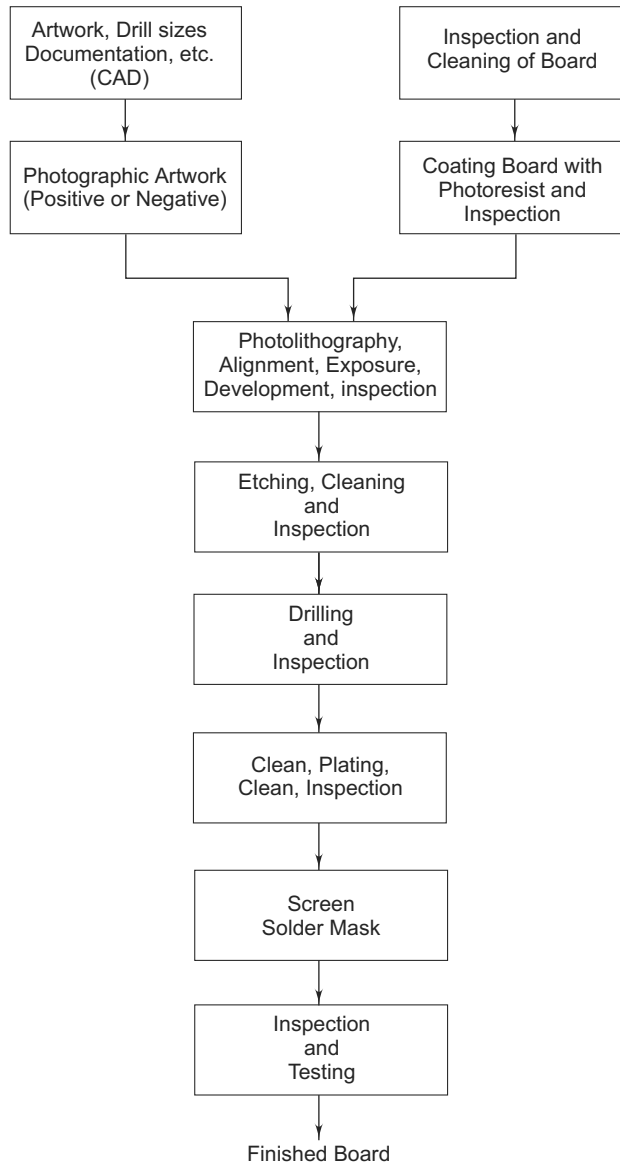 Artwork, Drill sizes
Documentation, etc.
(CAD)
Inspection and
Cleaning of Board
Photographic Artwork
(Positive or Negative)
Coating Board with
Photoresist and
Inspection
Photolithography,
Alignment, Exposure,
Development, inspection
Etching, Cleaning
and
Inspection
Drilling
and
Inspection
Clean, Plating,
Clean, Inspection
Screen
Solder Mask
Inspection
and
Testing
Finished Board